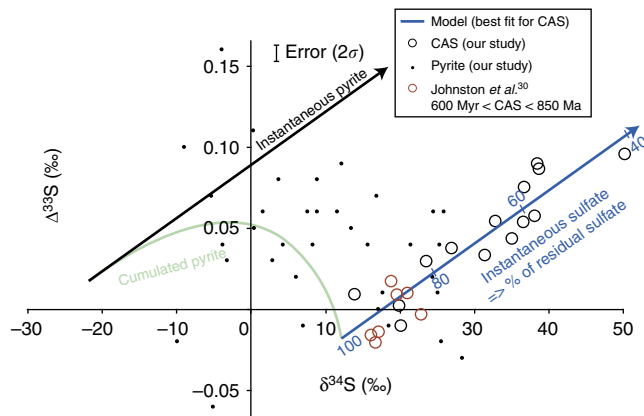 Model (best fit for CAS)
CAS (our study)
Pyrite (our study)
Johnston et al.³⁰
600 Myr < CAS < 850 Ma
Error (2σ)
Instantaneous pyrite
Cumulated pyrite
Instantaneous sulfate
=> % of residual sulfate
100
80
60
40
Δ³³S (‰)
0.15
0.10
0.05
0
−0.05
−30
−20
−10
0
10
20
30
40
50
δ³⁴S (‰)